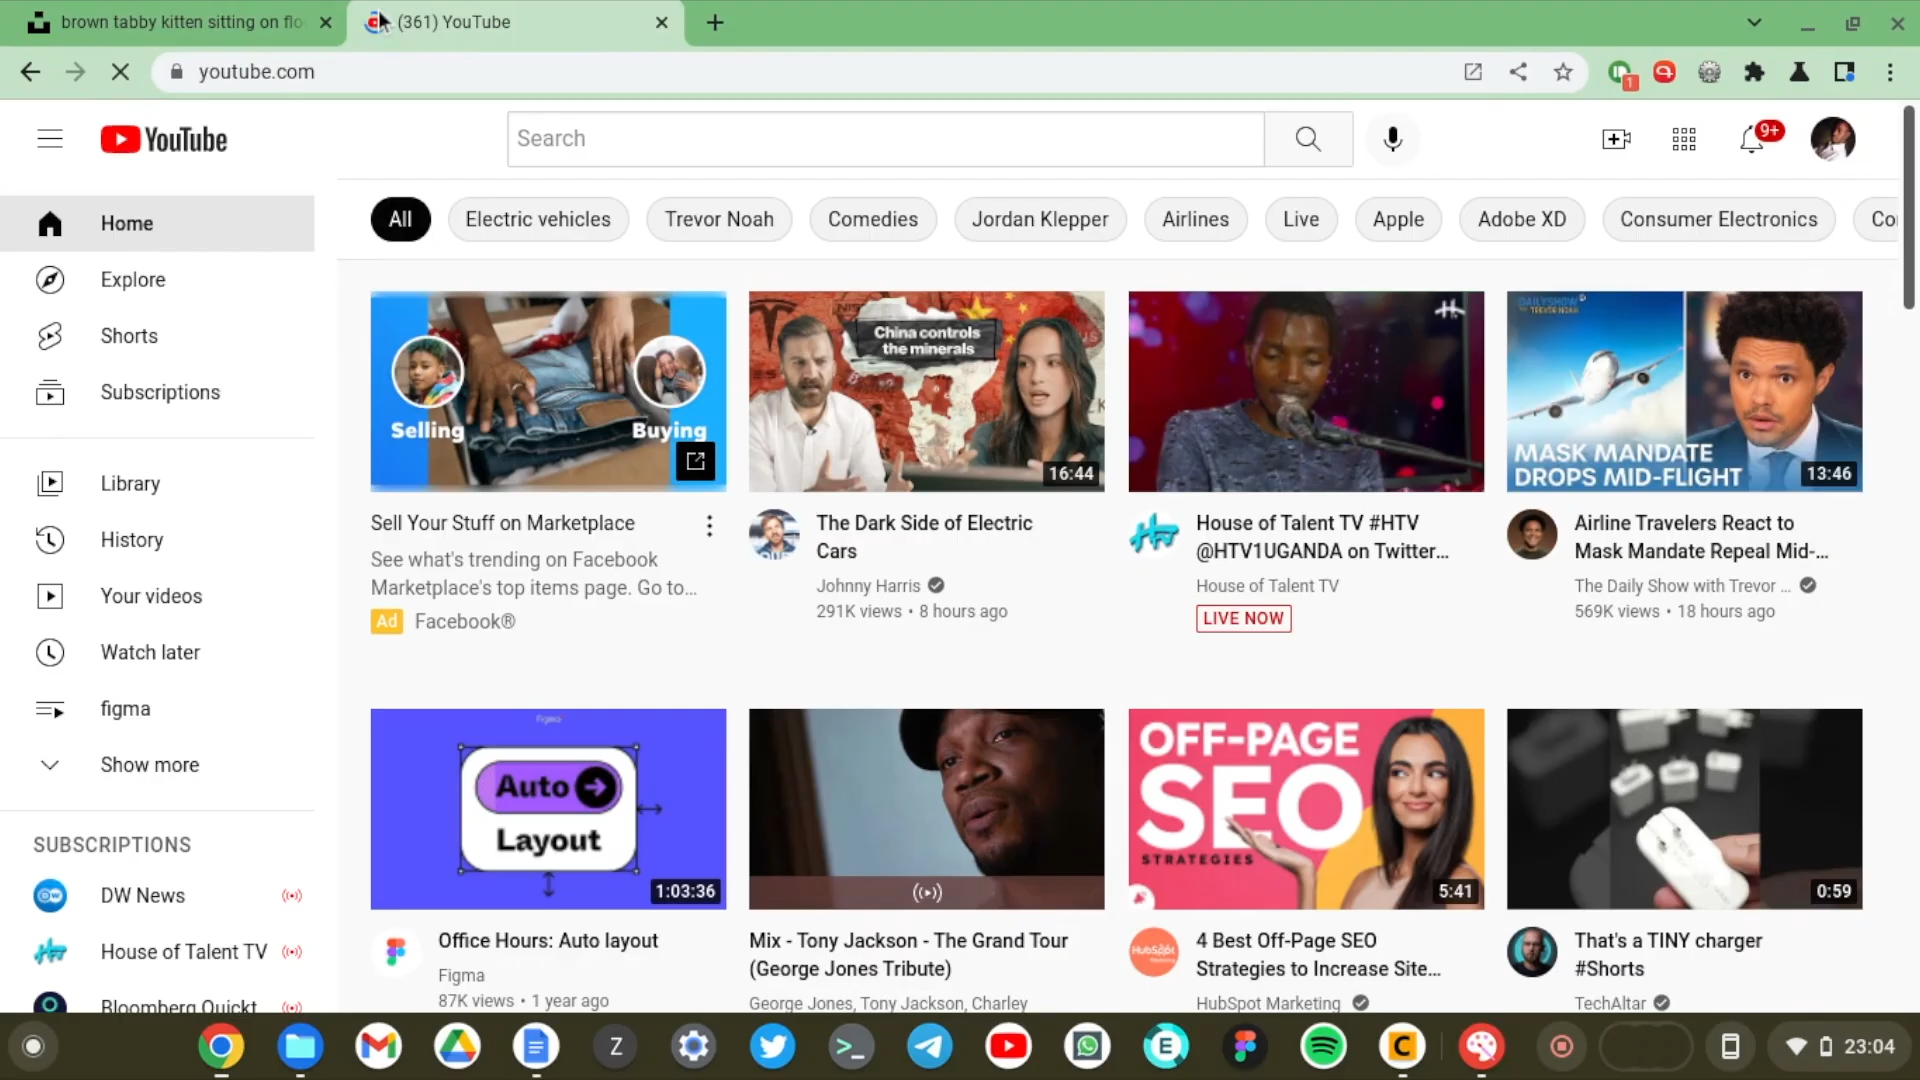 brown tabby kitten sitting on flo
(361) YouTube
youtube.com
1
YouTube
Search
9+
Home
Explore
Shorts
Subscriptions
Library
History
Your videos
Watch later
figma
Show more
SUBSCRIPTIONS
DW News
House of Talent TV
Bloomberg Quickt
All
Electric vehicles
Trevor Noah
Comedies
Jordan Klepper
Airlines
Live
Apple
Adobe XD
Consumer Electronics
Selling
Buying
Sell Your Stuff on Marketplace
See what's trending on Facebook
Marketplace's top items page. Go to...
Ad Facebook®
China controls
the minerals
16:44
The Dark Side of Electric
Cars
Johnny Harris
291K views • 8 hours ago
House of Talent TV #HTV
@HTV1UGANDA on Twitter...
House of Talent TV
LIVE NOW
DAILYSHOW
MASK MANDATE
DROPS MID-FLIGHT
13:46
Airline Travelers React to
Mask Mandate Repeal Mid-...
The Daily Show with Trevor ...
569K views • 18 hours ago
Figma
Auto
Layout
1:03:36
Office Hours: Auto layout
Figma
87K views • 1 year ago
Mix - Tony Jackson - The Grand Tour
(George Jones Tribute)
George Jones, Tony Jackson, Charley
OFF-PAGE
SEO
STRATEGIES
5:41
HubSpot
4 Best Off-Page SEO
Strategies to Increase Site...
HubSpot Marketing
0:59
That's a TINY charger
#Shorts
TechAltar
Z
E
C
23:04